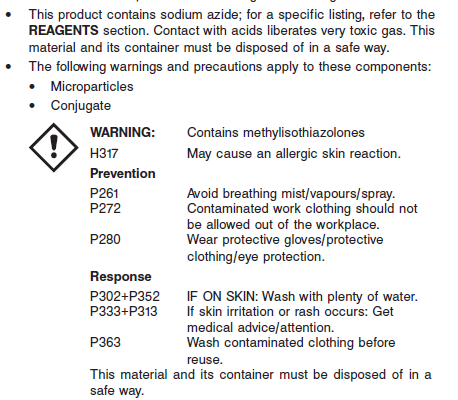 • This product contains sodium azide; for a specific listing, refer to the
REAGENTS section. Contact with acids liberates very toxic gas. This
material and its container must be disposed of in a safe way.
• The following warnings and precautions apply to these components:
• Microparticles
• Conjugate
WARNING: Contains methylisothiazolones
H317 May cause an allergic skin reaction.
Prevention
P261 Avoid breathing mist/vapours/spray.
P272 Contaminated work clothing should not
be allowed out of the workplace.
P280 Wear protective gloves/protective
clothing/eye protection.
Response
P302+P352 IF ON SKIN: Wash with plenty of water.
P333+P313 If skin irritation or rash occurs: Get
medical advice/attention.
P363 Wash contaminated clothing before
reuse.
This material and its container must be disposed of in a
safe way.